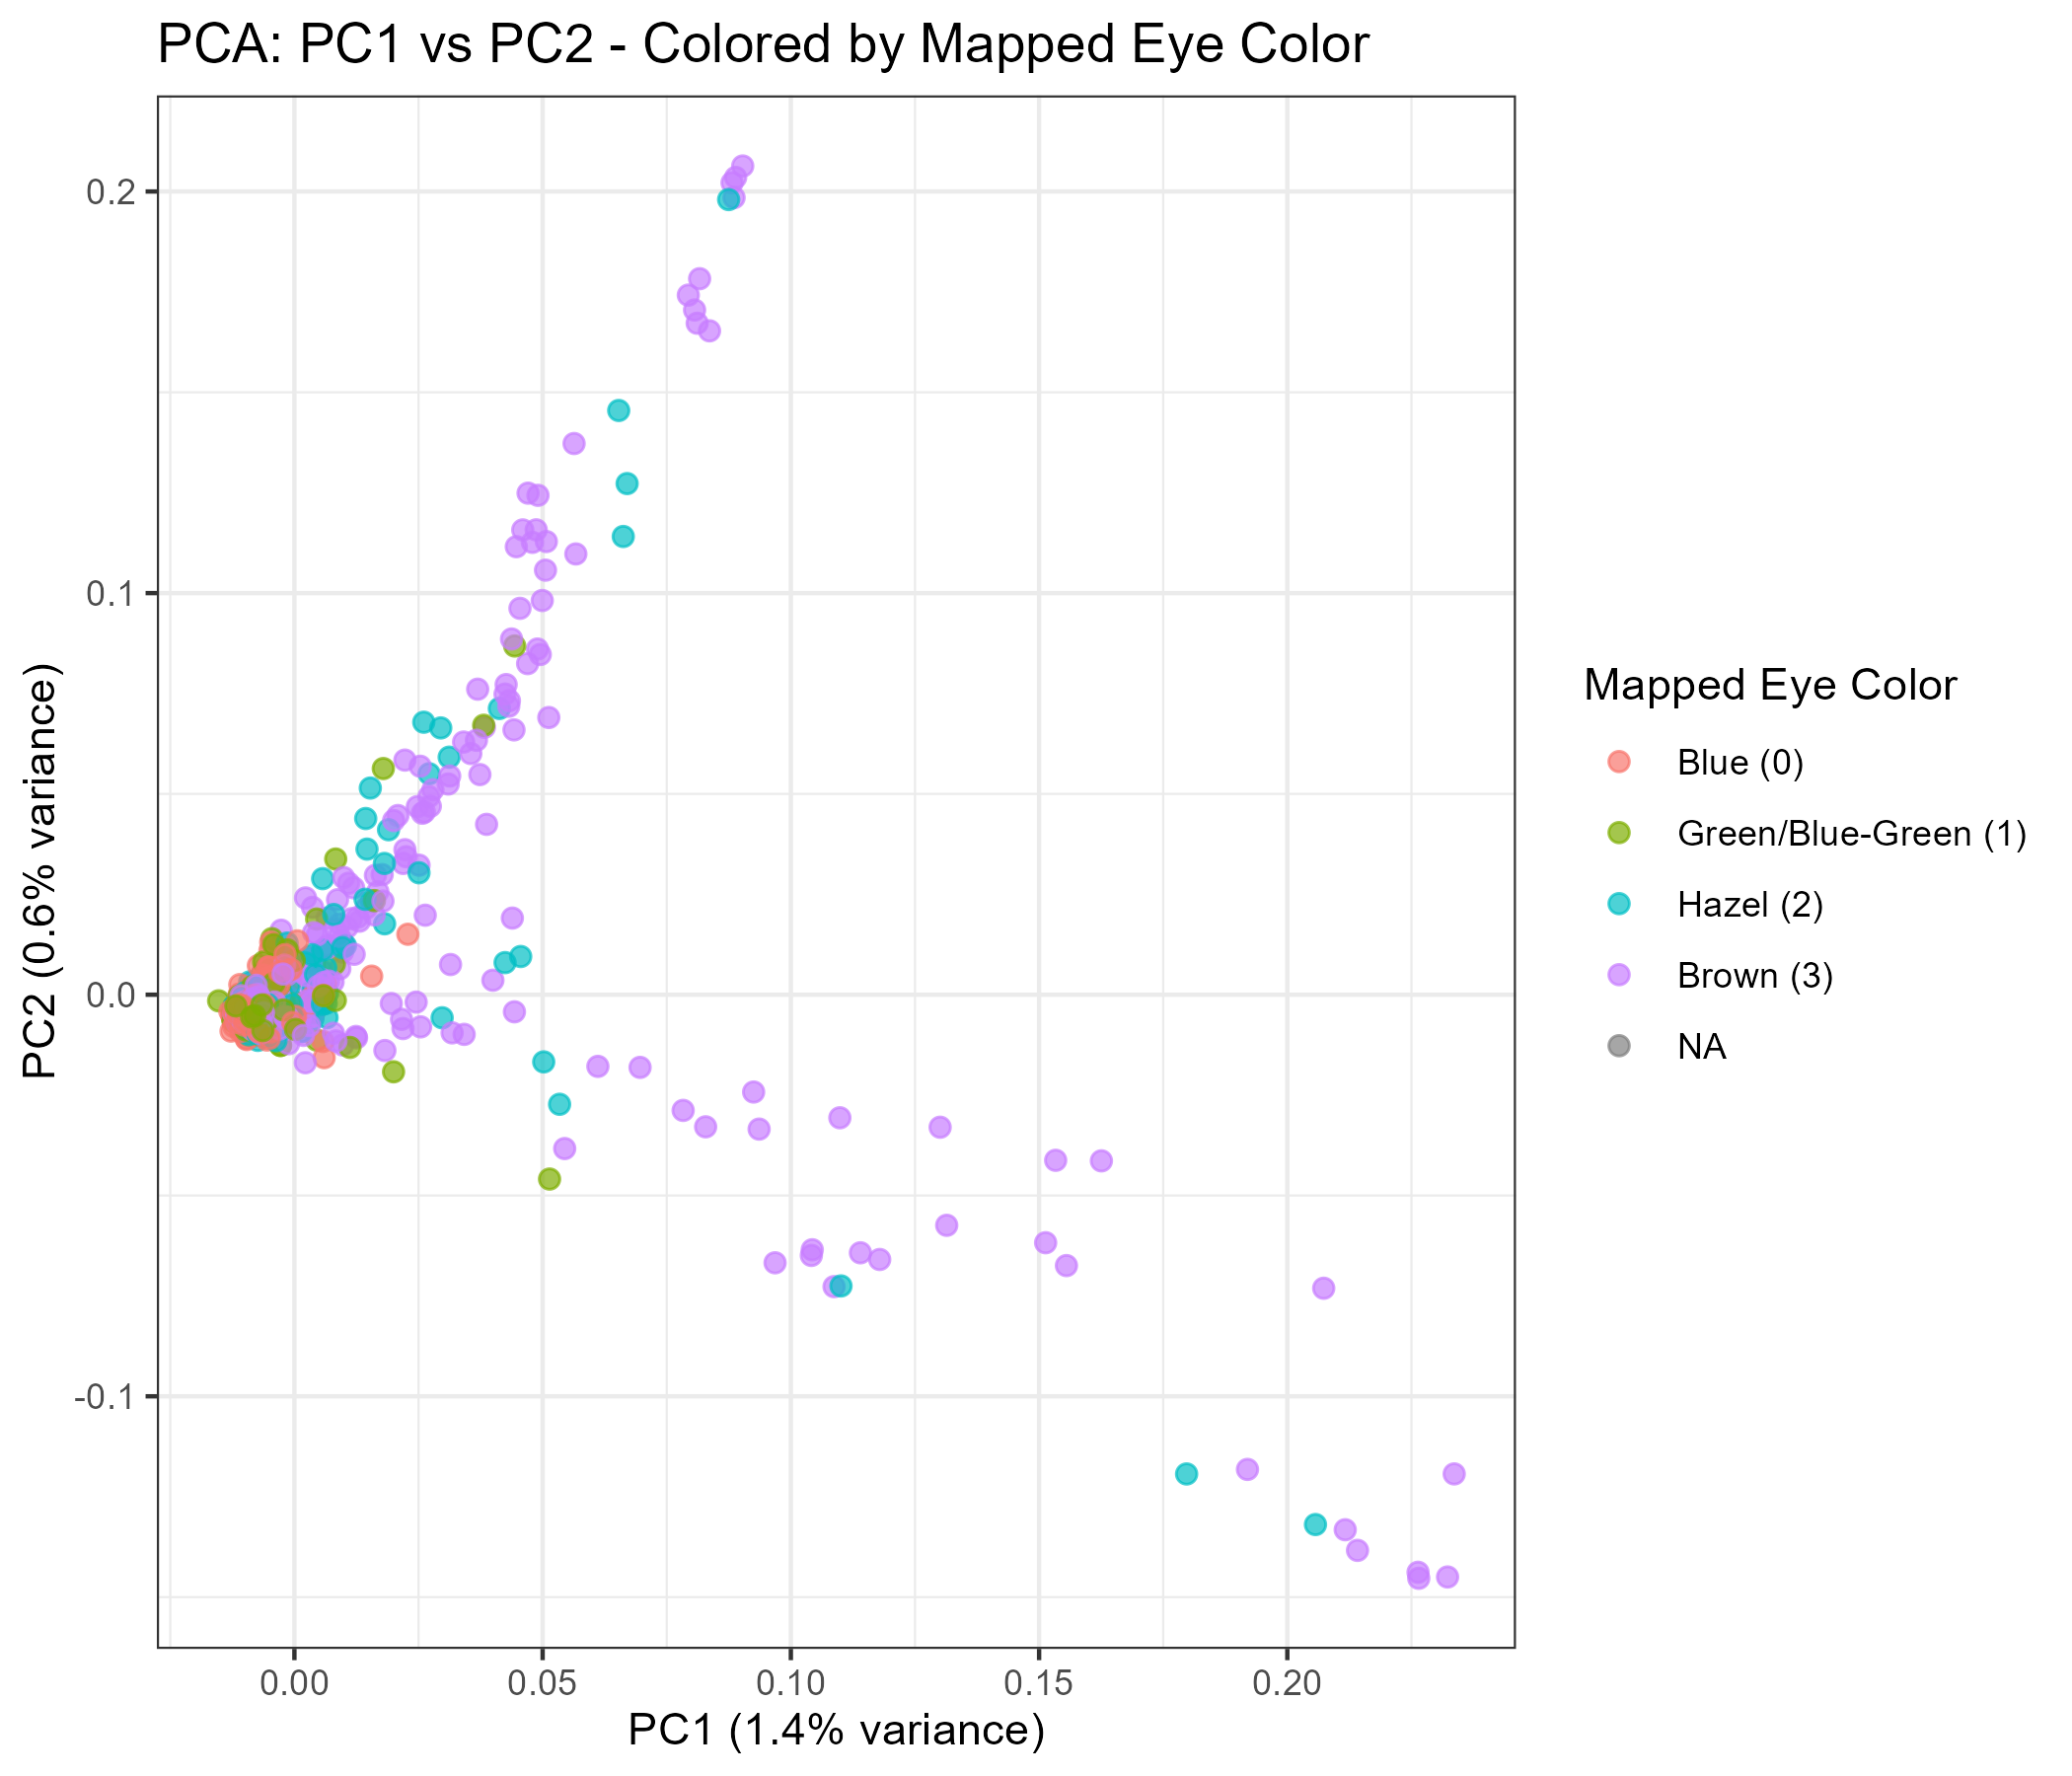 PCA: PC1 vs PC2 - Colored by Mapped Eye Color
PC2 (0.6% variance)
0.2
0.1
0.0
-0.1
0.00 0.05 0.10 0.15 0.20
PC1 (1.4% variance)
Mapped Eye Color
Blue (0)
Green/Blue-Green (1)
Hazel (2)
Brown (3)
NA